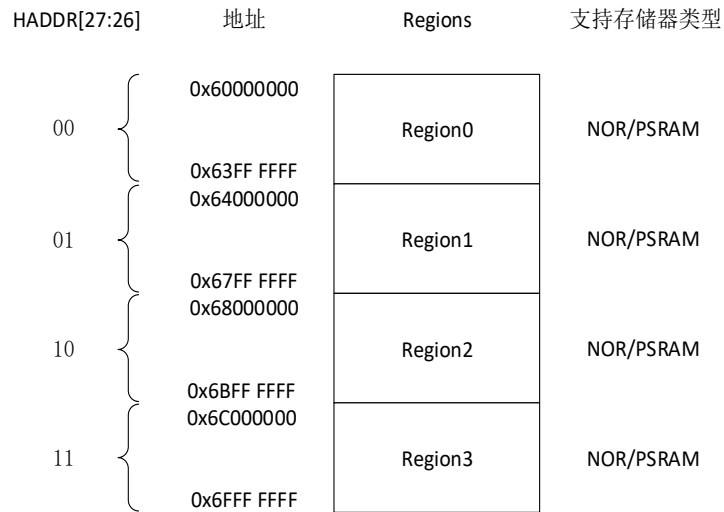 HADDR[27:26] 地址 Regions 支持存储器类型
0x60000000
00 Region0 NOR/PSRAM
0x63FF FFFF
0x64000000
01 Region1 NOR/PSRAM
0x67FF FFFF
0x68000000
10 Region2 NOR/PSRAM
0x6BFF FFFF
0x6C000000
11 Region3 NOR/PSRAM
0x6FFF FFFF